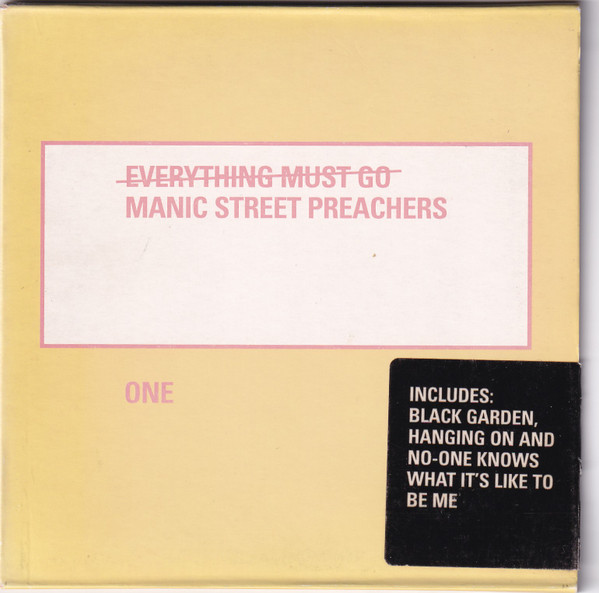 EVERYTHING MUST GO
MANIC STREET PREACHERS
ONE
INCLUDES:
BLACK GARDEN,
HANGING ON AND
NO-ONE KNOWS
WHAT IT'S LIKE TO
BE ME